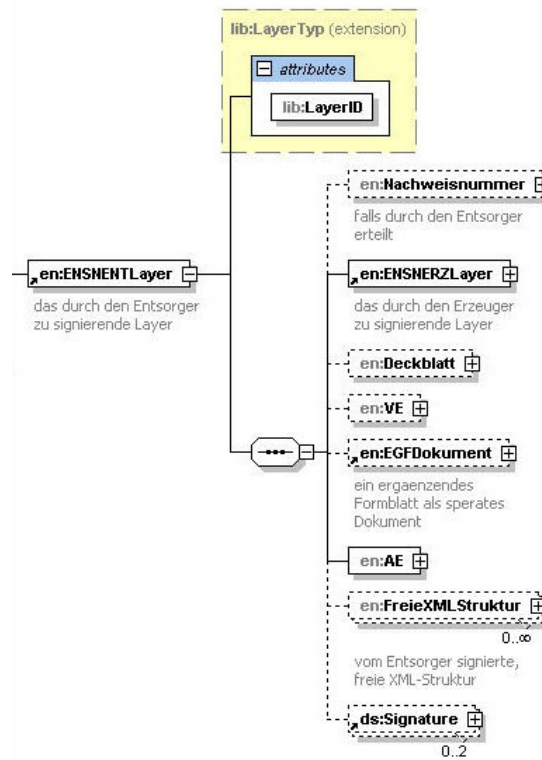 lib:LayerTyp (extension)
attributes
lib:LayerID
en:Nachweisnummer
falls durch den Entsorger
erteilt
en:ENSNENTLayer
das durch den Entsorger
zu signierende Layer
en:ENSNERZLayer
das durch den Erzeuger
zu signierende Layer
en:Deckblatt
en:VE
en:EGFDokument
ein ergaenzendes
Formblatt als sperates
Dokument
en:AE
en:FreieXMLStruktur
0..∞
vom Entsorger signierte,
freie XML-Struktur
ds:Signature
0..2